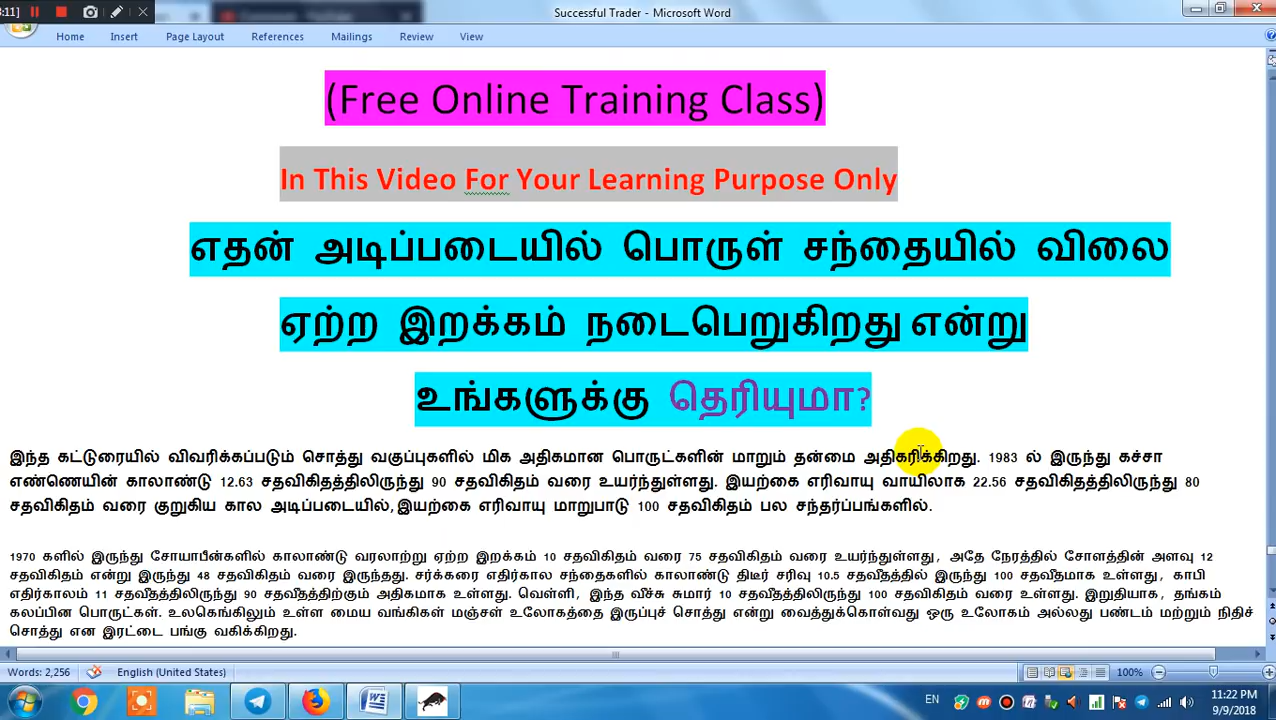 :11]
Successful Trader - Microsoft Word
Home Insert Page Layout References Mailings Review View
(Free Online Training Class)
In This Video For Your Learning Purpose Only
எதன் அடிப்படையில் பொருள் சந்தையில் விலை
ஏற்ற இறக்கம் நடைபெறுகிறது என்று
உங்களுக்கு தெரியுமா?
இந்த கட்டுரையில் விவரிக்கப்படும் சொத்து வகுப்புகளில் மிக அதிகமான பொருட்களின் மாறும் தன்மை அதிகரிக்கிறது. 1983 ல் இருந்து கச்சா
எண்ணெயின் காலாண்டு 12.63 சதவிகிதத்திலிருந்து 90 சதவிகிதம் வரை உயர்ந்துள்ளது. இயற்கை எரிவாயு வாயிலாக 22.56 சதவிகிதத்திலிருந்து 80
சதவிகிதம் வரை குறுகிய கால அடிப்படையில்,இயற்கை எரிவாயு மாறுபாடு 100 சதவிகிதம் பல சந்தர்ப்பங்களில்.
1970 களில் இருந்து சோயாபீன்களில் காலாண்டு வரலாற்று ஏற்ற இறக்கம் 10 சதவிகிதம் வரை 75 சதவிகிதம் வரை உயர்ந்துள்ளது, அதே நேரத்தில் சோளத்தின் அளவு 12
சதவிகிதம் என்று இருந்து 48 சதவிகிதம் வரை இருந்தது. சர்க்கரை எதிர்கால சந்தைகளில் காலாண்டு திடீர் சரிவு 10.5 சதவீதத்தில் இருந்து 100 சதவீதமாக உள்ளது, காபி
எதிர்காலம் 11 சதவீதத்திலிருந்து 90 சதவீதத்திற்கும் அதிகமாக உள்ளது. வெள்ளி, இந்த வீச்சு சுமார் 10 சதவீதத்திலிருந்து 100 சதவிகிதம் வரை உள்ளது. இறுதியாக, தங்கம்
கலப்பின பொருட்கள். உலகெங்கிலும் உள்ள மைய வங்கிகள் மஞ்சள் உலோகத்தை இருப்புச் சொத்து என்று வைத்துக்கொள்வது ஒரு உலோகம் அல்லது பண்டம் மற்றும் நிதிச்
சொத்து என இரட்டை பங்கு வகிக்கிறது.
Words: 2,256 English (United States) 100%
EN 11:22 PM
9/9/2018